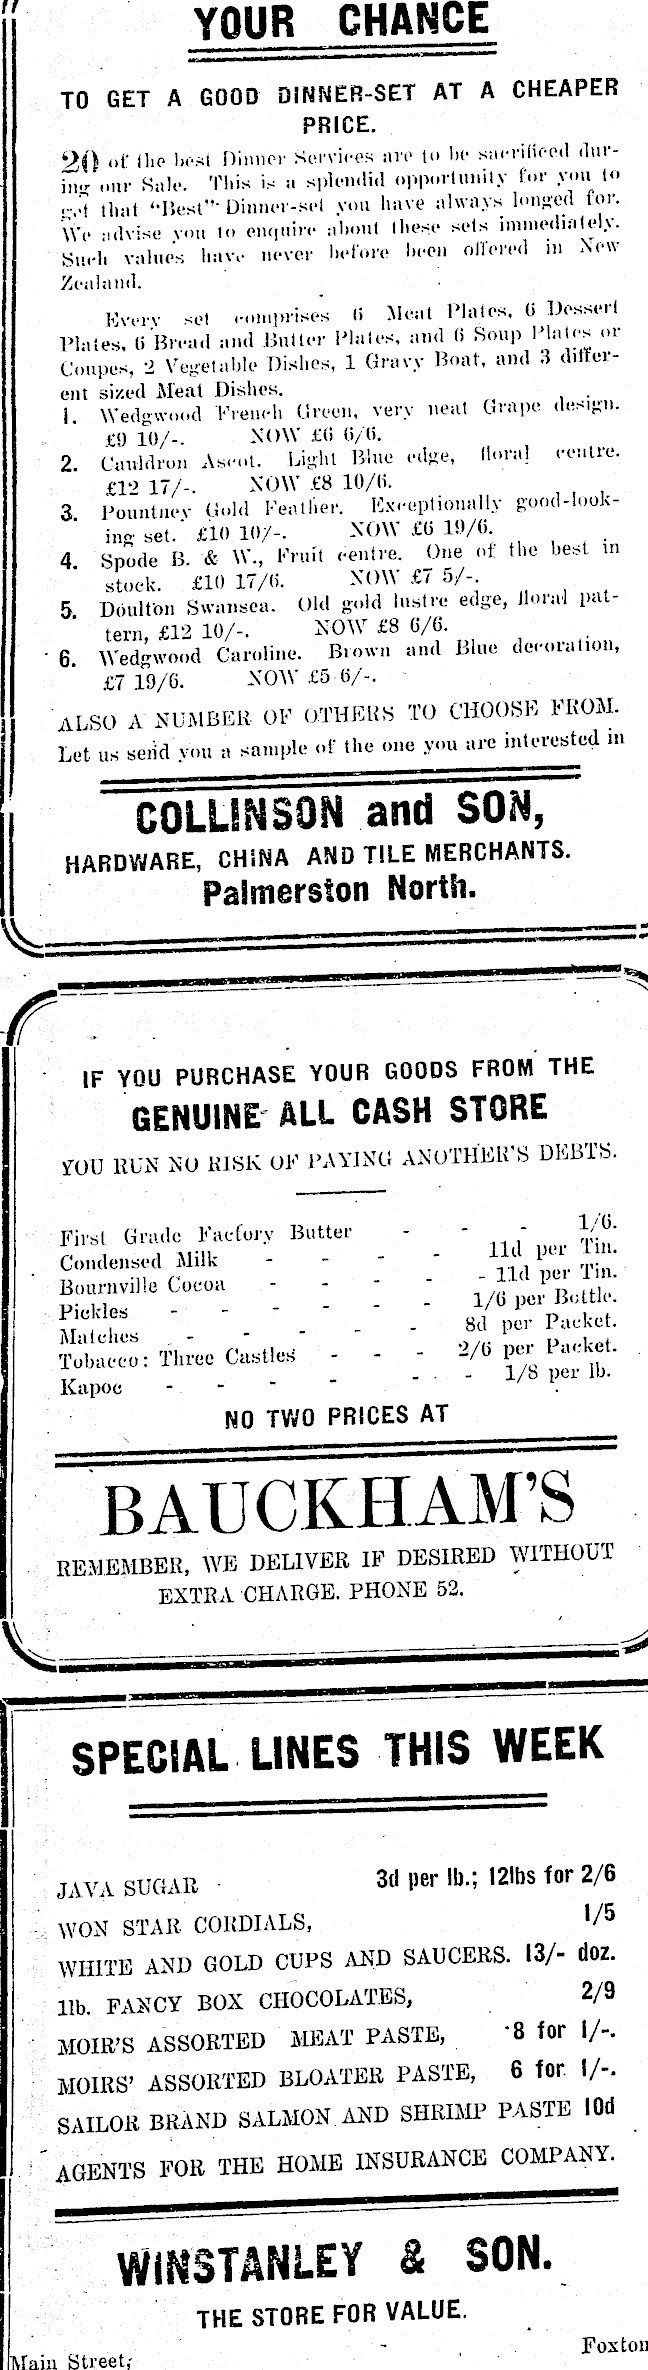 YOUR CHANCE
TO GET A GOOD DINNER-SET AT A CHEAPER
PRICE.
20 of the best Dinner Services are to be sacrificed dur-
ing our Sale. This is a splendid opportunity for you to
get that "Best" Dinner-set you have always longed for.
We advise you to enquire about these sets immediately.
Such values have never before been offered in New
Zealand.
Every set comprises 6 Meat Plates, 6 Dessert
Plates, 6 Bread and Butter Plates, and 6 Soup Plates or
Coupes, 2 Vegetable Dishes, 1 Gravy Boat, and 3 differ-
ent sized Meat Dishes.
1. Wedgwood French Green, very neat Grape design.
£9 10/-. NOW £6 6/6.
2. Cauldron Ascot. Light Blue edge, floral centre.
£12 17/-. NOW £8 10/6.
3. Pountney Gold Feather. Exceptionally good-look-
ing set. £10 10/-. NOW £6 19/6.
4. Spode B. & W., Fruit centre. One of the best in
stock. £10 17/6. NOW £7 5/-.
5. Doulton Swansea. Old gold lustre edge, floral pat-
tern, £12 10/-. NOW £8 6/6.
6. Wedgwood Caroline. Brown and Blue decoration,
£7 19/6. NOW £5 6/-.
ALSO A NUMBER OF OTHERS TO CHOOSE FROM.
Let us send you a sample of the one you are interested in
COLLINSON and SON,
HARDWARE, CHINA AND TILE MERCHANTS.
Palmerston North.
IF YOU PURCHASE YOUR GOODS FROM THE
GENUINE ALL CASH STORE
YOU RUN NO RISK OF PAYING ANOTHER'S DEBTS.
First Grade Factory Butter - - - 1/6.
Condensed Milk - - - - 11d per Tin.
Bournville Cocoa - - - - - 11d per Tin.
Pickles - - - - - - 1/6 per Bottle.
Matches - - - - - 8d per Packet.
Tobacco: Three Castles - - - 2/6 per Packet.
Kapoc - - - - - - 1/8 per lb.
NO TWO PRICES AT
BAUCKHAM'S
REMEMBER, WE DELIVER IF DESIRED WITHOUT
EXTRA CHARGE. PHONE 52.
SPECIAL LINES THIS WEEK
JAVA SUGAR 3d per lb.; 12lbs for 2/6
WON STAR CORDIALS, 1/5
WHITE AND GOLD CUPS AND SAUCERS. 13/- doz.
1lb. FANCY BOX CHOCOLATES, 2/9
MOIR'S ASSORTED MEAT PASTE, 8 for 1/-.
MOIRS' ASSORTED BLOATER PASTE, 6 for 1/-.
SAILOR BRAND SALMON AND SHRIMP PASTE 10d
AGENTS FOR THE HOME INSURANCE COMPANY.
WINSTANLEY & SON.
THE STORE FOR VALUE.
Main Street, Foxton